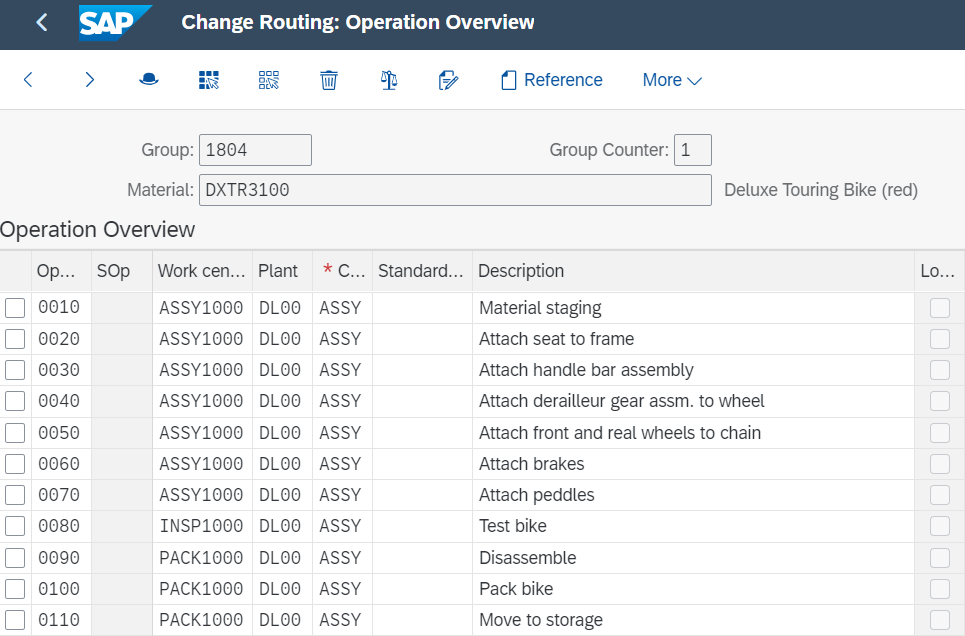 SAP Change Routing: Operation Overview
Reference More
Group: 1804 Group Counter: 1
Material: DXTR3100 Deluxe Touring Bike (red)
Operation Overview
Op... SOp Work cen... Plant * C... Standard... Description Lo...
0010 ASSY1000 DL00 ASSY Material staging
0020 ASSY1000 DL00 ASSY Attach seat to frame
0030 ASSY1000 DL00 ASSY Attach handle bar assembly
0040 ASSY1000 DL00 ASSY Attach derailleur gear assm. to wheel
0050 ASSY1000 DL00 ASSY Attach front and real wheels to chain
0060 ASSY1000 DL00 ASSY Attach brakes
0070 ASSY1000 DL00 ASSY Attach peddles
0080 INSP1000 DL00 ASSY Test bike
0090 PACK1000 DL00 ASSY Disassemble
0100 PACK1000 DL00 ASSY Pack bike
0110 PACK1000 DL00 ASSY Move to storage